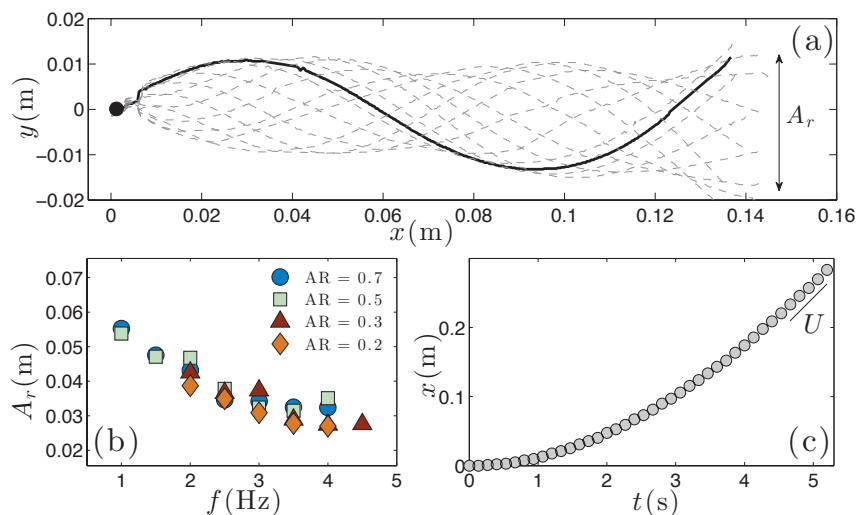 0.02
0.01
0
−0.01
−0.02
y(m)
(a)
A_r
0 0.02 0.04 0.06 0.08 0.1 0.12 0.14 0.16
x(m)
0.07
0.06
0.05
0.04
0.03
0.02
A_r(m)
AR = 0.7
AR = 0.5
AR = 0.3
AR = 0.2
(b)
1 2 3 4 5
f(Hz)
0.2
0
x(m)
U
(c)
0 1 2 3 4 5
t(s)